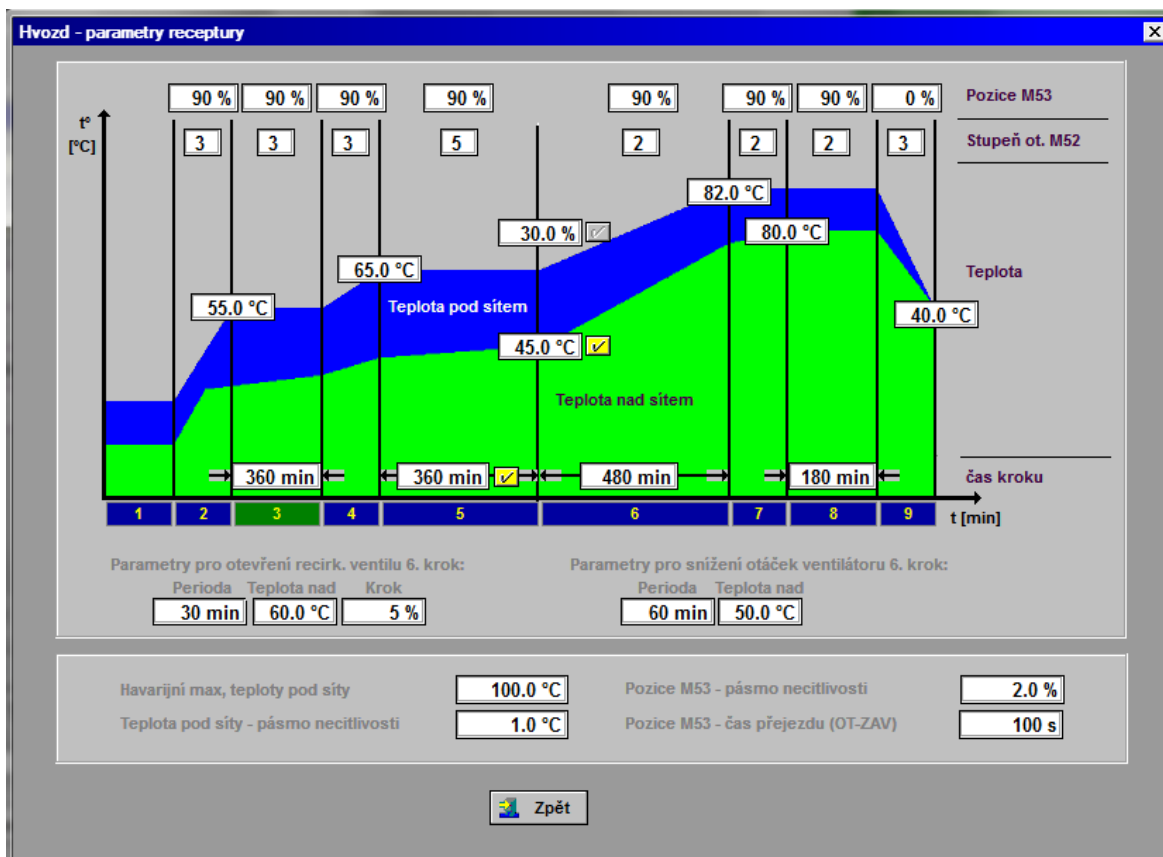 Hvozd - parametry receptury
90 % 90 % 90 % 90 % 90 % 90 % 90 % 0 % Pozice M53
t°
[°C]
3 3 3 5 2 2 2 3 Stupeň ot. M52
82.0 °C
30.0 % 80.0 °C
65.0 °C Teplota
55.0 °C Teplota pod sítem 40.0 °C
45.0 °C
Teplota nad sítem
360 min 360 min 480 min 180 min čas kroku
1 2 3 4 5 6 7 8 9 t [min]
Parametry pro otevření recirk. ventilu 6. krok: Parametry pro snížení otáček ventilátoru 6. krok:
Perioda Teplota nad Krok Perioda Teplota nad
30 min 60.0 °C 5 % 60 min 50.0 °C
Havarijní max, teploty pod síty 100.0 °C Pozice M53 - pásmo necitlivosti 2.0 %
Teplota pod síty - pásmo necitlivosti 1.0 °C Pozice M53 - čas přejezdu (OT-ZAV) 100 s
Zpět